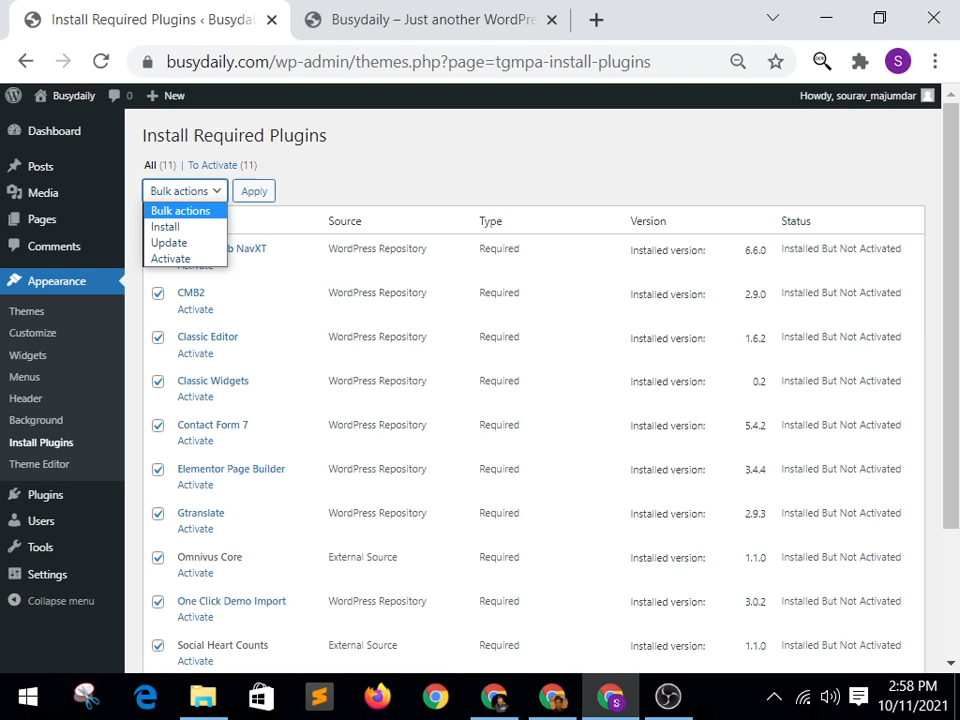 Install Required Plugins ‹ Busydai
Busydaily – Just another WordPre
busydaily.com/wp-admin/themes.php?page=tgmpa-install-plugins
S
Busydaily 0 New
Howdy, sourav_majumdar
Dashboard
Posts
Media
Pages
Comments
Appearance
Themes
Customize
Widgets
Menus
Header
Background
Install Plugins
Theme Editor
Plugins
Users
Tools
Settings
Collapse menu
Install Required Plugins
All (11) | To Activate (11)
Bulk actions Apply
Bulk actions
Install
Update
Activate
Source Type Version Status
b NavXT WordPress Repository Required Installed version: 6.6.0 Installed But Not Activated
CMB2 WordPress Repository Required Installed version: 2.9.0 Installed But Not Activated
Activate
Classic Editor WordPress Repository Required Installed version: 1.6.2 Installed But Not Activated
Activate
Classic Widgets WordPress Repository Required Installed version: 0.2 Installed But Not Activated
Activate
Contact Form 7 WordPress Repository Required Installed version: 5.4.2 Installed But Not Activated
Activate
Elementor Page Builder WordPress Repository Required Installed version: 3.4.4 Installed But Not Activated
Activate
Gtranslate WordPress Repository Required Installed version: 2.9.3 Installed But Not Activated
Activate
Omnivus Core External Source Required Installed version: 1.1.0 Installed But Not Activated
Activate
One Click Demo Import WordPress Repository Required Installed version: 3.0.2 Installed But Not Activated
Activate
Social Heart Counts External Source Required Installed version: 1.1.0 Installed But Not Activated
Activate
2:58 PM
10/11/2021